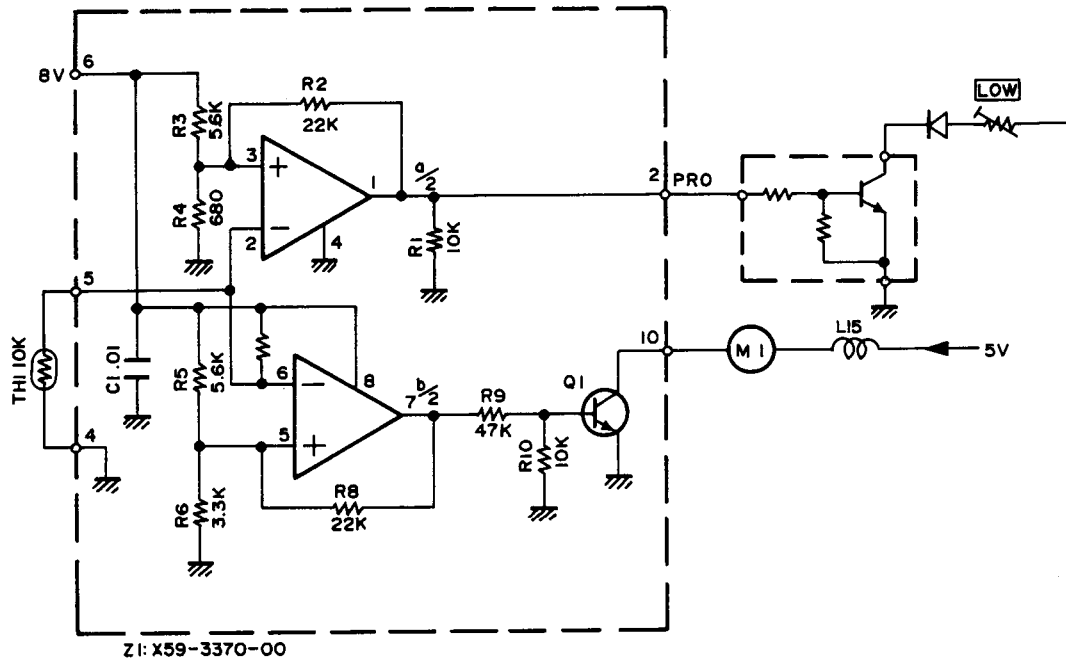 8V
6
R3
5.6K
R4
680
R2
22K
3
+
-
2
1
4
a/2
R1
10K
2
PRO
LOW
5
TH1 10K
4
C1 .01
R5
5.6K
R6
3.3K
6
-
5
+
8
7
b/2
R8
22K
R9
47K
R10
10K
Q1
10
M1
L15
5V
Z1: X59-3370-00